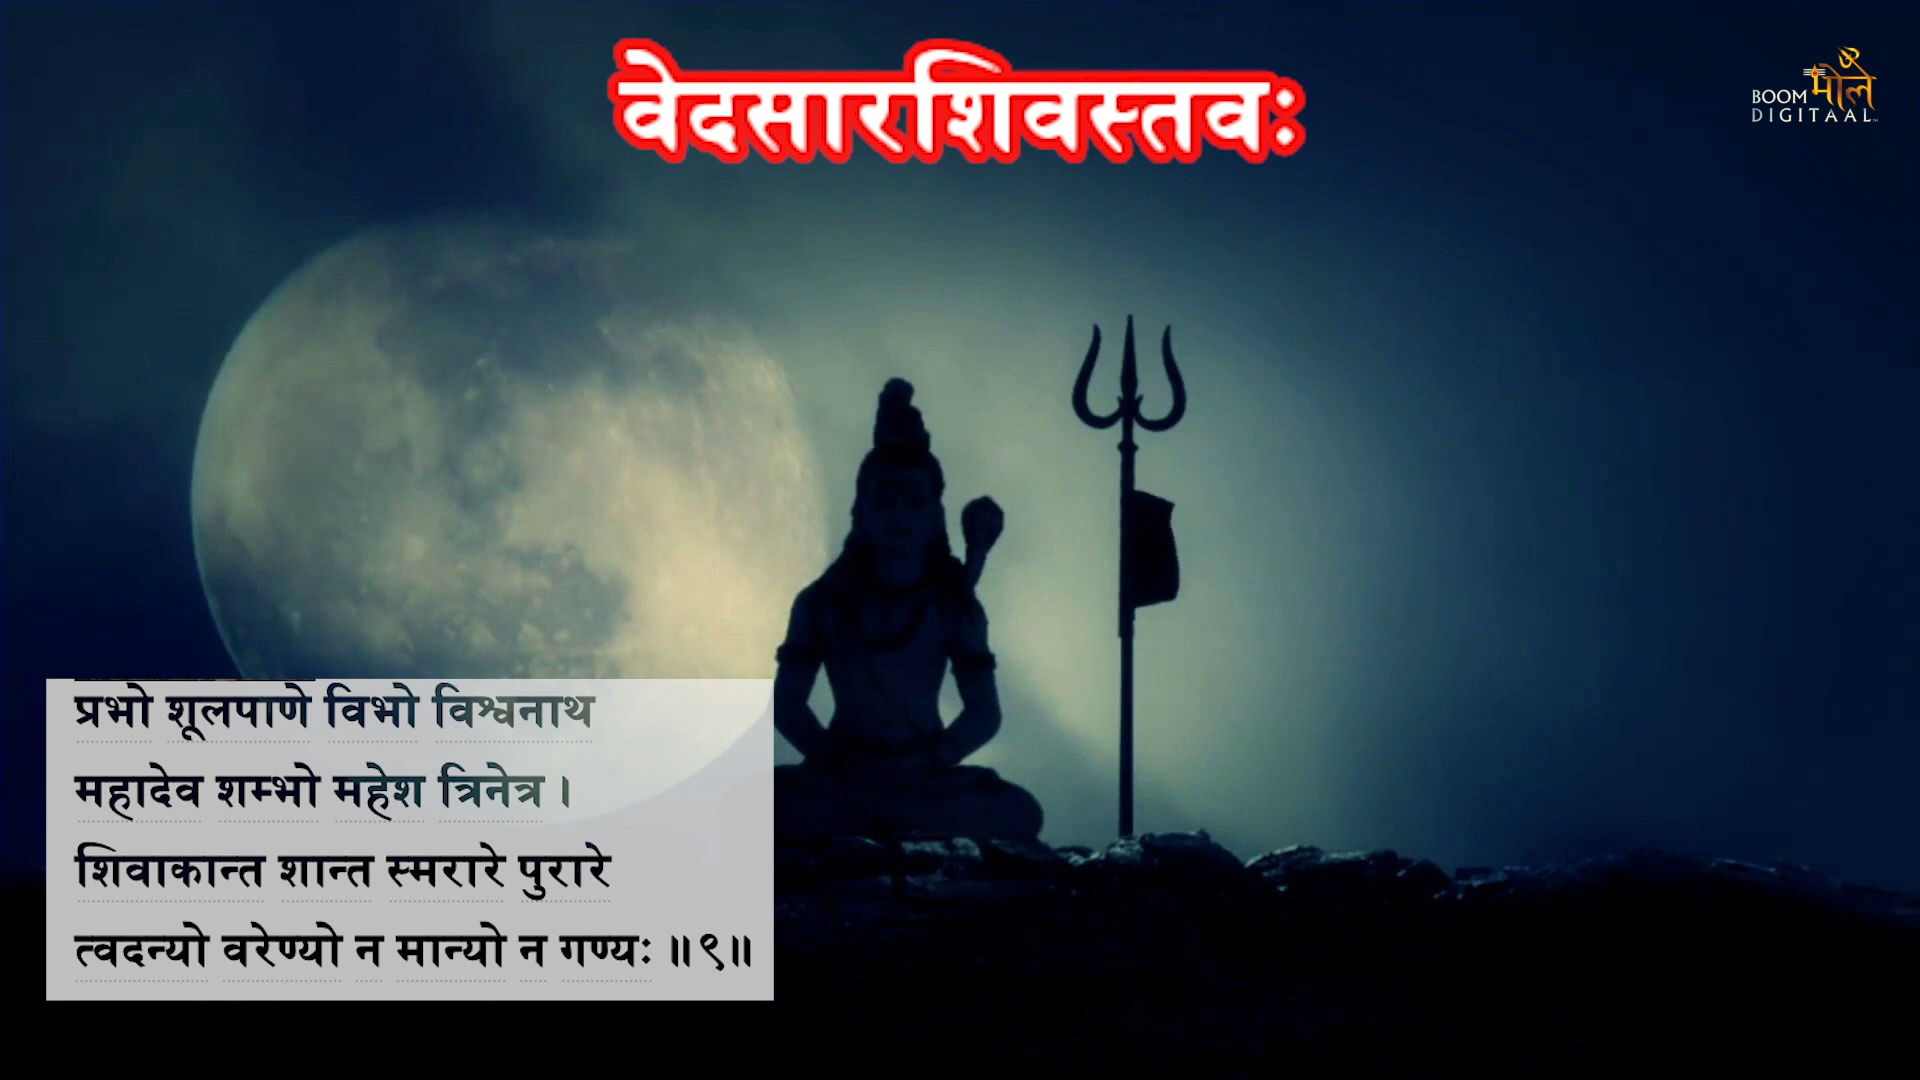 वेदसारशिवस्तवः
BOOM भोले
DIGITAAL
प्रभो शूलपाणे विभो विश्वनाथ
महादेव शम्भो महेश त्रिनेत्र ।
शिवाकान्त शान्त स्मरारे पुरारे
त्वदन्यो वरेण्यो न मान्यो न गण्यः ॥९॥